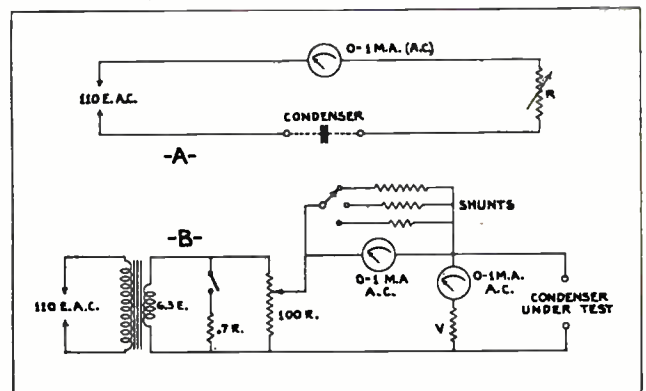 0-1 M.A. (A.C)
110 E. A.C.
R
CONDENSER
-A-
SHUNTS
-B-
0-1 M.A
A.C.
0-1 M.A.
A.C.
110 E. A.C.
6.3 E.
.7 R.
100 R.
V
CONDENSER
UNDER TEST